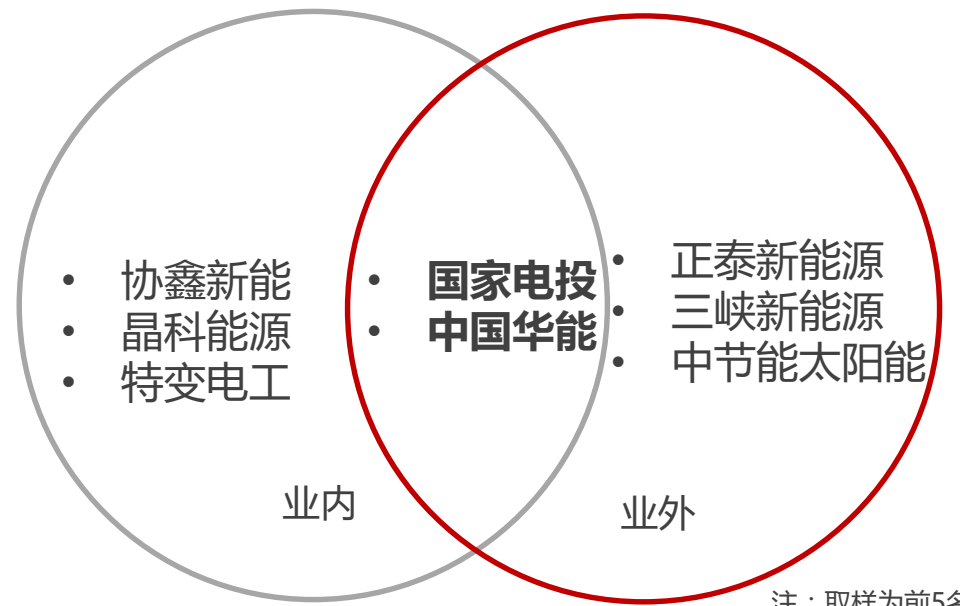 • 协鑫新能
• 晶科能源
• 特变电工
• 国家电投
• 中国华能
• 正泰新能源
• 三峡新能源
• 中节能太阳能
业内
业外
注：取样为前5名